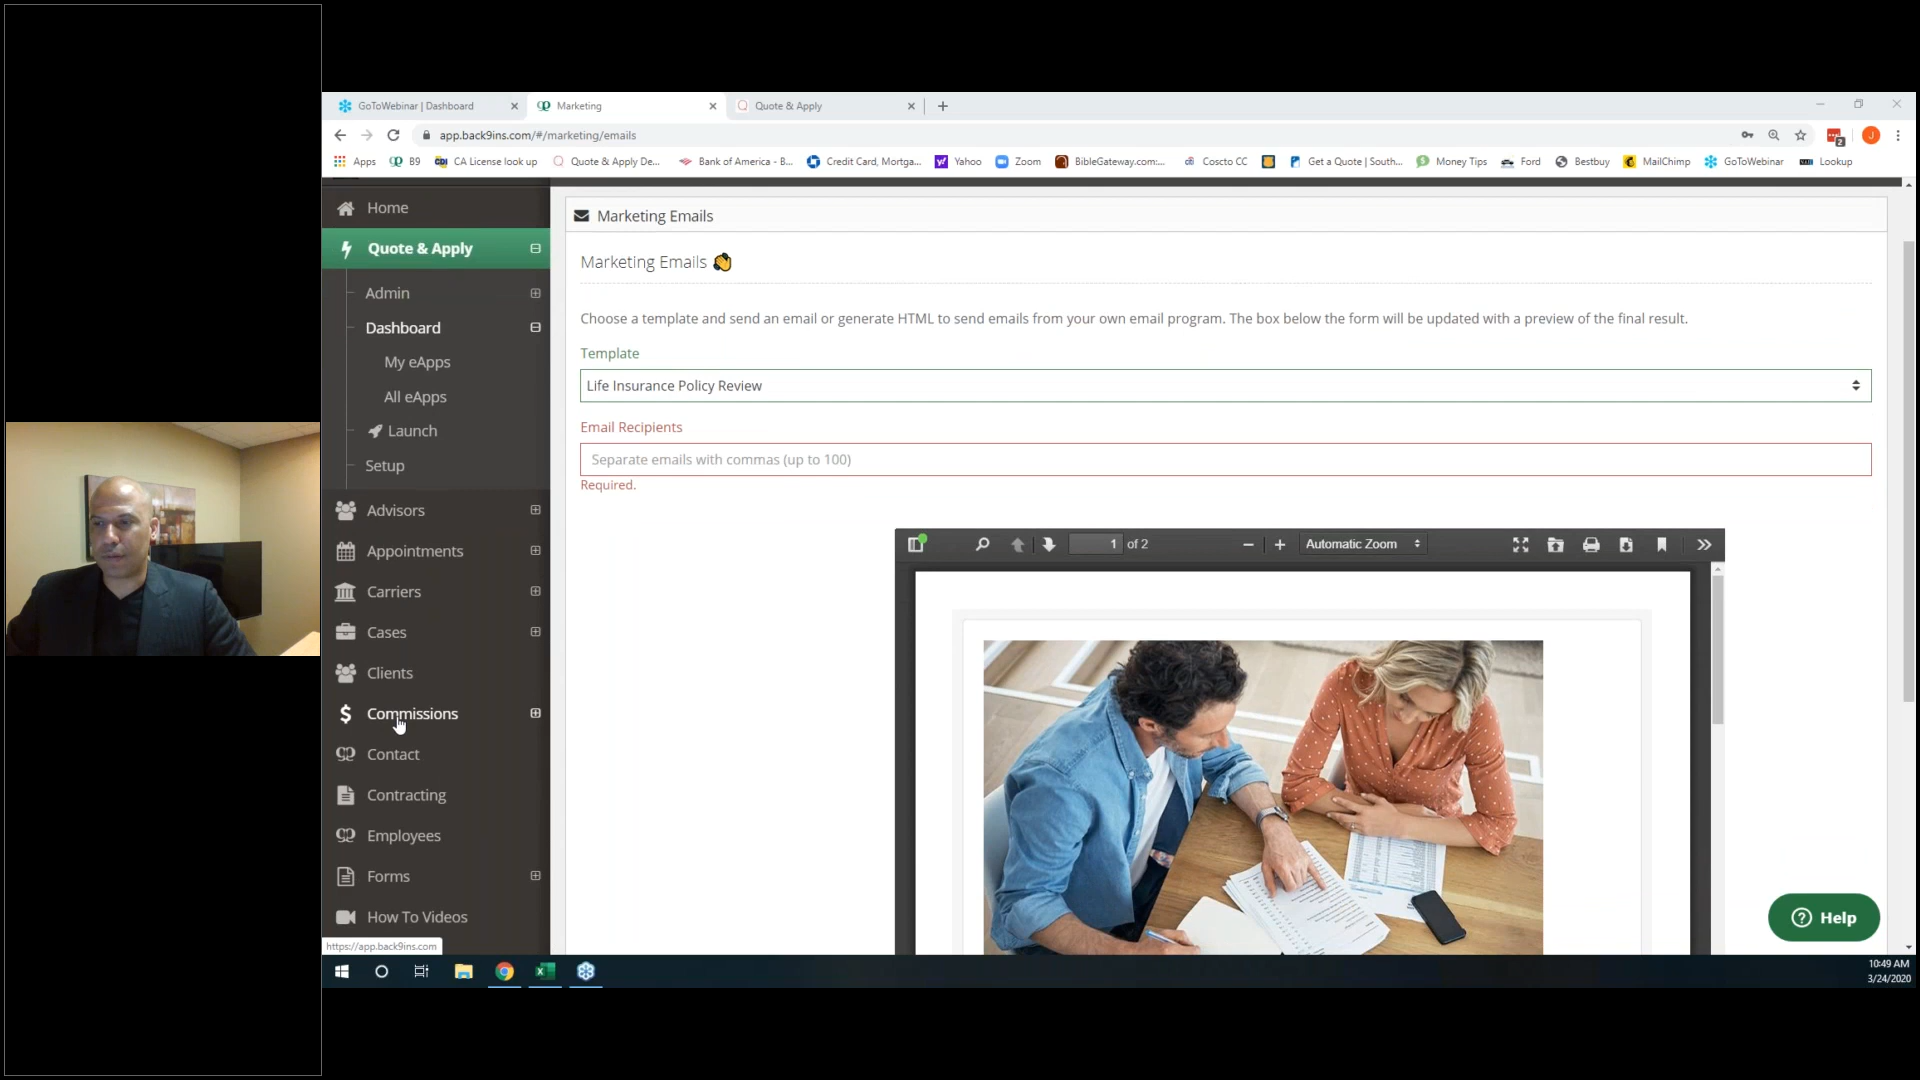 GoToWebinar | Dashboard
Marketing
Quote & Apply
app.back9ins.com/#/marketing/emails
J
2
Apps
B9
CA License look up
Quote & Apply De...
Bank of America - B...
Credit Card, Mortga...
Yahoo
Zoom
BibleGateway.com:...
Coscto CC
Get a Quote | South...
Money Tips
Ford
Bestbuy
MailChimp
GoToWebinar
Lookup
Home
Quote & Apply
Admin
Dashboard
My eApps
All eApps
Launch
Setup
Advisors
Appointments
Carriers
Cases
Clients
Commissions
Contact
Contracting
Employees
Forms
How To Videos
https://app.back9ins.com
Marketing Emails
Marketing Emails
Choose a template and send an email or generate HTML to send emails from your own email program. The box below the form will be updated with a preview of the final result.
Template
Life Insurance Policy Review
Email Recipients
Separate emails with commas (up to 100)
Required.
1 of 2
Automatic Zoom
Help
10:49 AM
3/24/2020